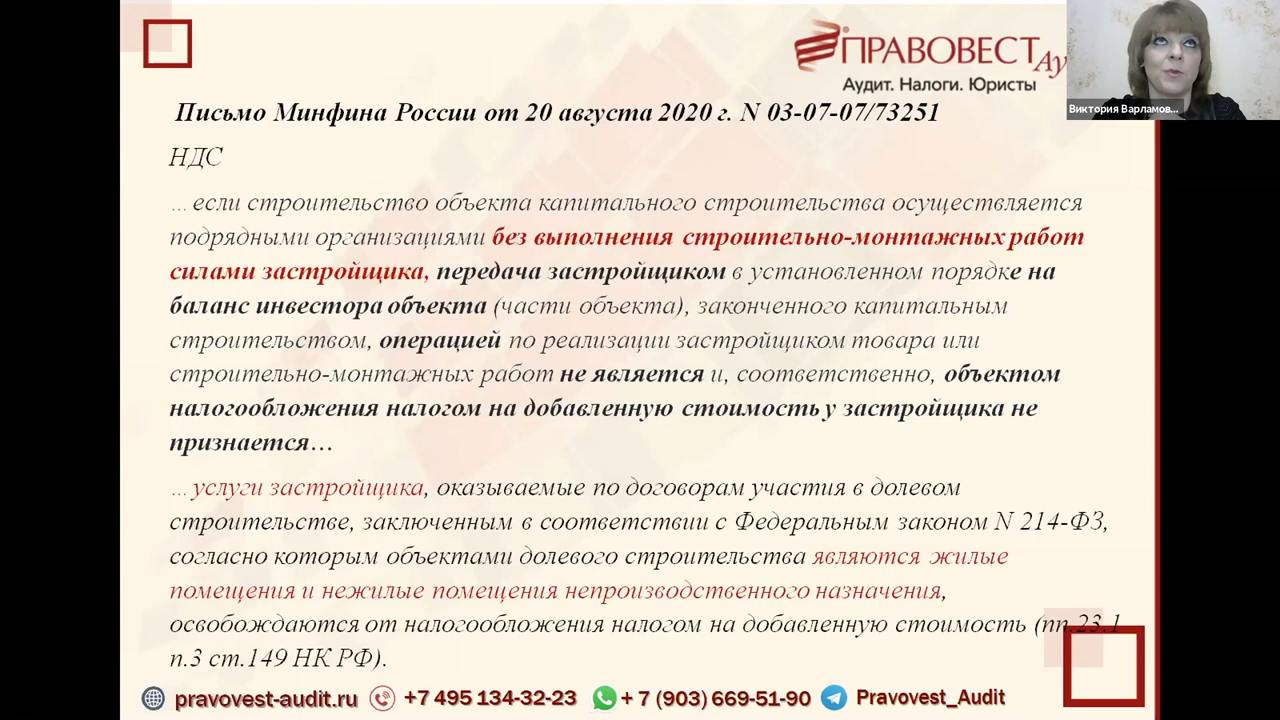 ПРАВОВЕСТ Ау
Аудит. Налоги. Юристы
Виктория Варламов...
Письмо Минфина России от 20 августа 2020 г. N 03-07-07/73251
НДС
... если строительство объекта капитального строительства осуществляется
подрядными организациями без выполнения строительно-монтажных работ
силами застройщика, передача застройщиком в установленном порядке на
баланс инвестора объекта (части объекта), законченного капитальным
строительством, операцией по реализации застройщиком товара или
строительно-монтажных работ не является и, соответственно, объектом
налогообложения налогом на добавленную стоимость у застройщика не
признается...
... услуги застройщика, оказываемые по договорам участия в долевом
строительстве, заключенным в соответствии с Федеральным законом N 214-ФЗ,
согласно которым объектами долевого строительства являются жилые
помещения и нежилые помещения непроизводственного назначения,
освобождаются от налогообложения налогом на добавленную стоимость (пп.23.1
п.3 ст.149 НК РФ).
pravovest-audit.ru +7 495 134-32-23 + 7 (903) 669-51-90 Pravovest_Audit